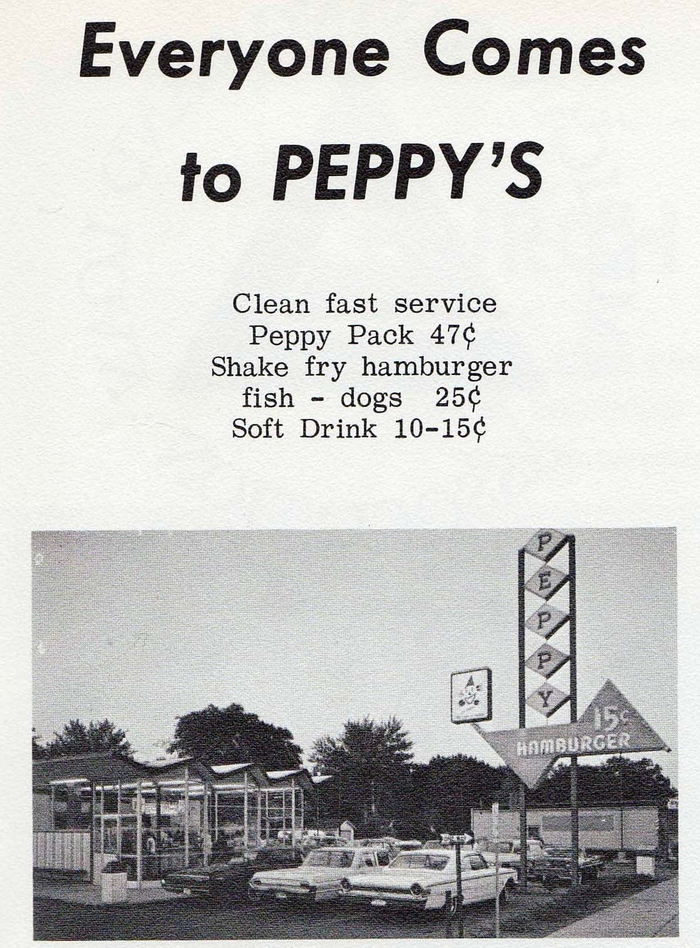 Everyone Comes
to PEPPY'S
Clean fast service
Peppy Pack 47¢
Shake fry hamburger
fish - dogs 25¢
Soft Drink 10-15¢
PEPPY
15¢
HAMBURGER